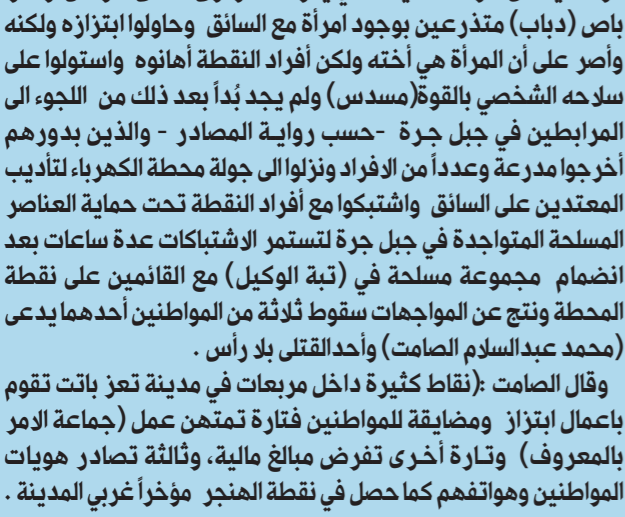 باص (دباب) متذرعين بوجود امرأة مع السائق وحاولوا ابتزازه ولكنه
وأصر على أن المرأة هي أخته ولكن أفراد النقطة أهانوه واستولوا على
سلاحه الشخصي بالقوة(مسدس) ولم يجد بُداً بعد ذلك من اللجوء الى
المرابطين في جبل جرة -حسب رواية المصادر - والذين بدورهم
أخرجوا مدرعة وعدداً من الافراد ونزلوا الى جولة محطة الكهرباء لتأديب
المعتدين على السائق واشتبكوا مع أفراد النقطة تحت حماية العناصر
المسلحة المتواجدة في جبل جرة لتستمر الاشتباكات عدة ساعات بعد
انضمام مجموعة مسلحة في (تبة الوكيل) مع القائمين على نقطة
المحطة ونتج عن المواجهات سقوط ثلاثة من المواطنين أحدهما يدعى
(محمد عبدالسلام الصامت) وأحدالقتلى بلا رأس .
وقال الصامت :(نقاط كثيرة داخل مربعات في مدينة تعز باتت تقوم
باعمال ابتزاز ومضايقة للمواطنين فتارة تمتهن عمل (جماعة الامر
بالمعروف) وتارة أخرى تفرض مبالغ مالية، وثالثة تصادر هويات
المواطنين وهواتفهم كما حصل في نقطة الهنجر مؤخراً غربي المدينة .